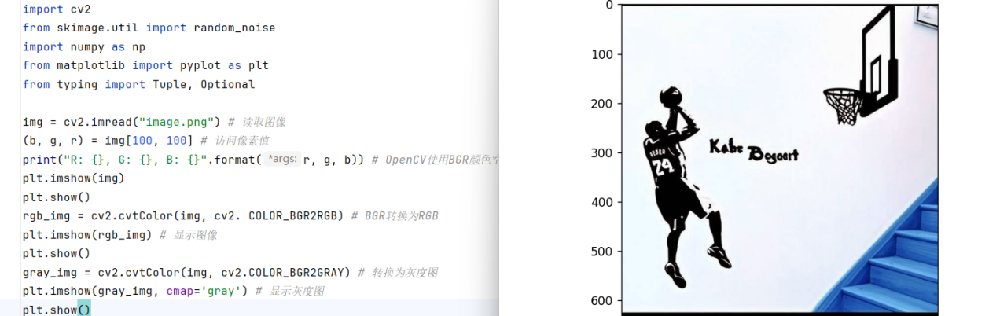 import cv2
from skimage.util import random_noise
import numpy as np
from matplotlib import pyplot as plt
from typing import Tuple, Optional
img = cv2.imread("image.png") # 读取图像
(b, g, r) = img[100, 100] # 访问像素值
print("R: {}, G: {}, B: {}".format( *args: r, g, b)) # OpenCV使用BGR颜色空
plt.imshow(img)
plt.show()
rgb_img = cv2.cvtColor(img, cv2. COLOR_BGR2RGB) # BGR转换为RGB
plt.imshow(rgb_img) # 显示图像
plt.show()
gray_img = cv2.cvtColor(img, cv2.COLOR_BGR2GRAY) # 转换为灰度图
plt.imshow(gray_img, cmap='gray') # 显示灰度图
plt.show()
0
100
200
300
400
500
600
24
Kobe
Bogaert